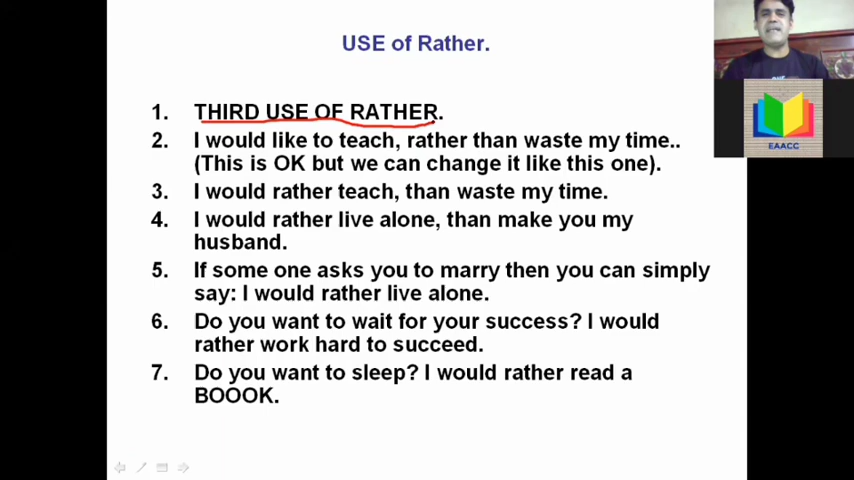 USE of Rather.
1. THIRD USE OF RATHER.
2. I would like to teach, rather than waste my time..
(This is OK but we can change it like this one).
3. I would rather teach, than waste my time.
4. I would rather live alone, than make you my
husband.
5. If some one asks you to marry then you can simply
say: I would rather live alone.
6. Do you want to wait for your success? I would
rather work hard to succeed.
7. Do you want to sleep? I would rather read a
BOOOK.
EAACC